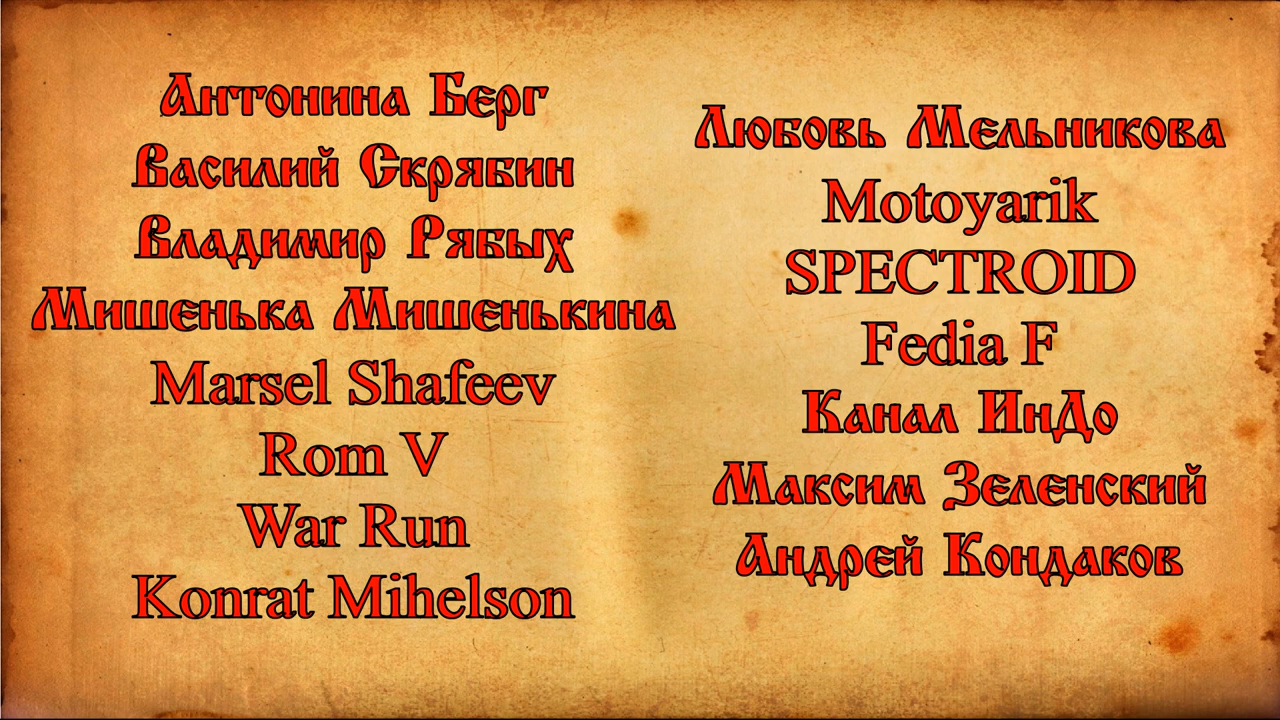 Антонина Берг
Василий Скрябин
Владимир Рябых
Мишенька Мишенькина
Marsel Shafeev
Rom V
War Run
Konrat Mihelson
Любовь Мельникова
Motoyarik
SPECTROID
Fedia F
Канал ИнДо
Максим Зеленский
Андрей Кондаков